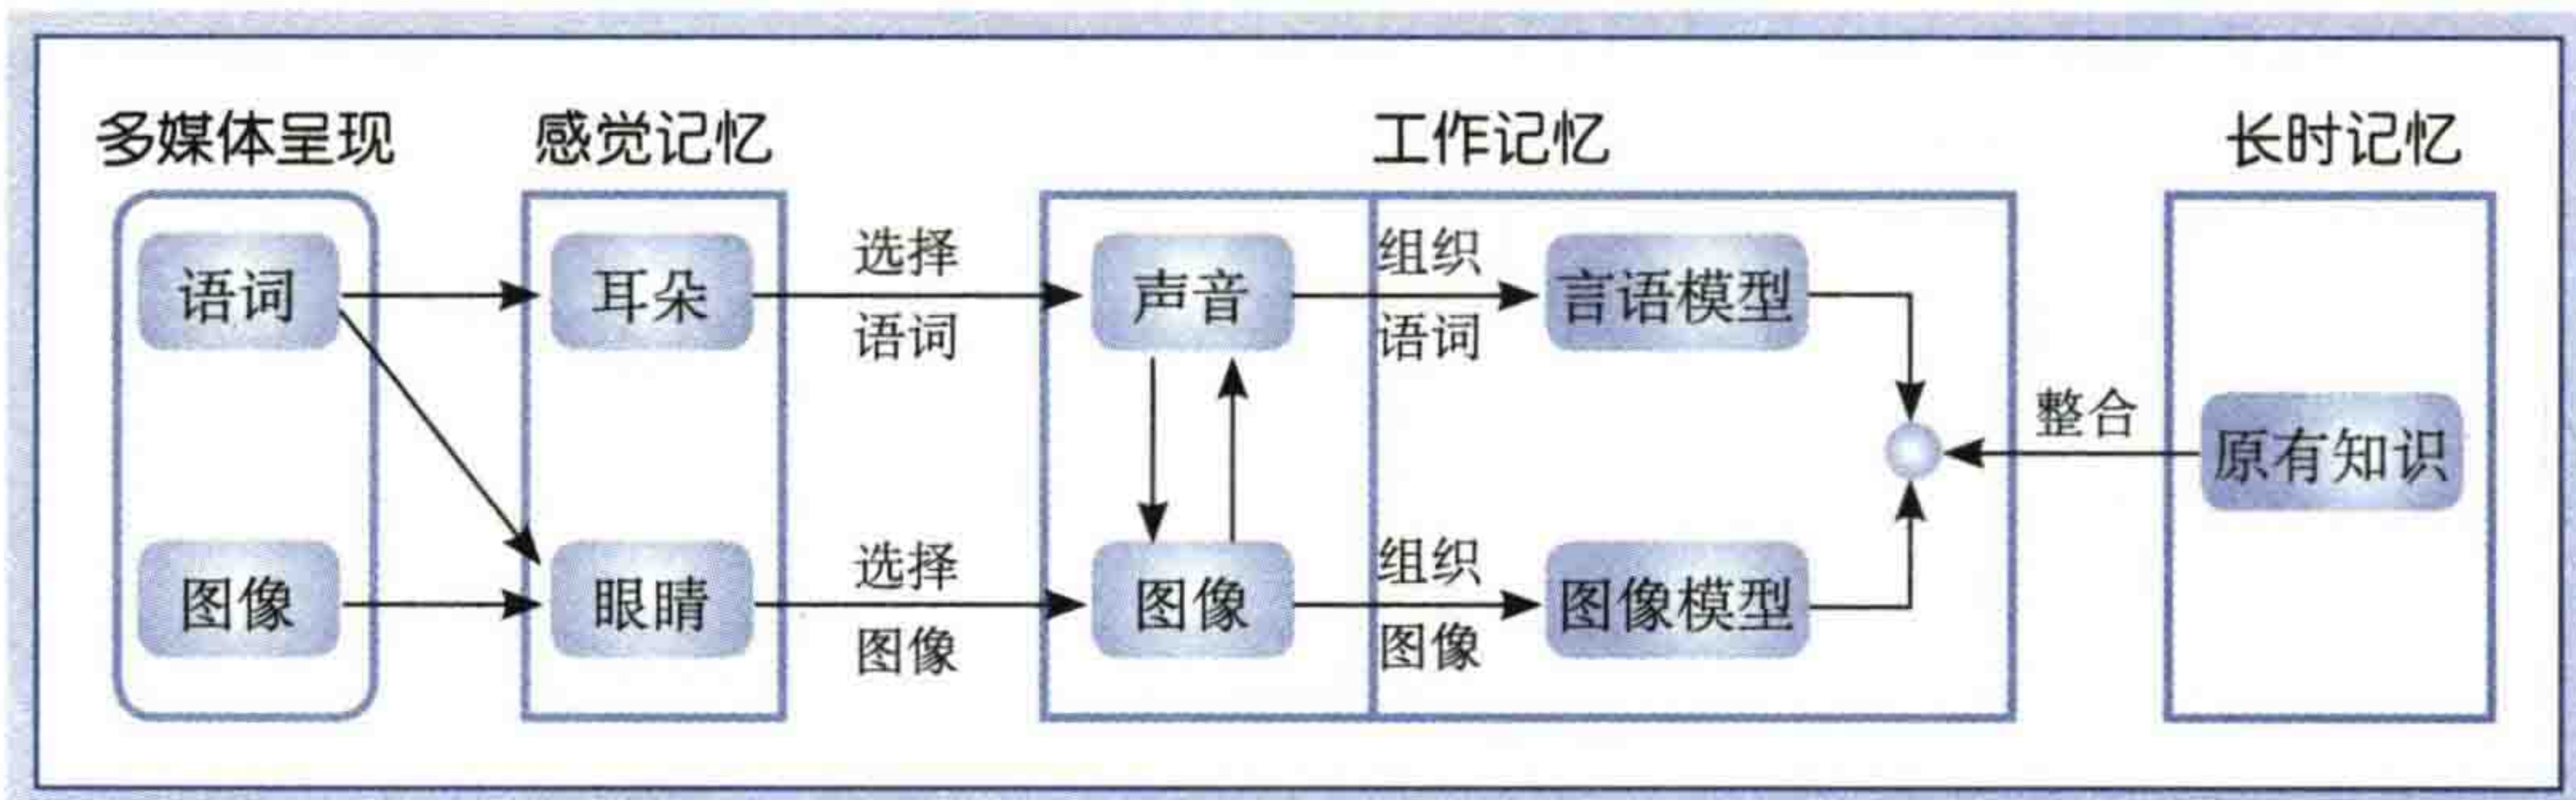 多媒体呈现
感觉记忆
工作记忆
长时记忆
语词
耳朵
选择
语词
声音
组织
语词
言语模型
整合
原有知识
图像
眼睛
选择
图像
图像
组织
图像
图像模型